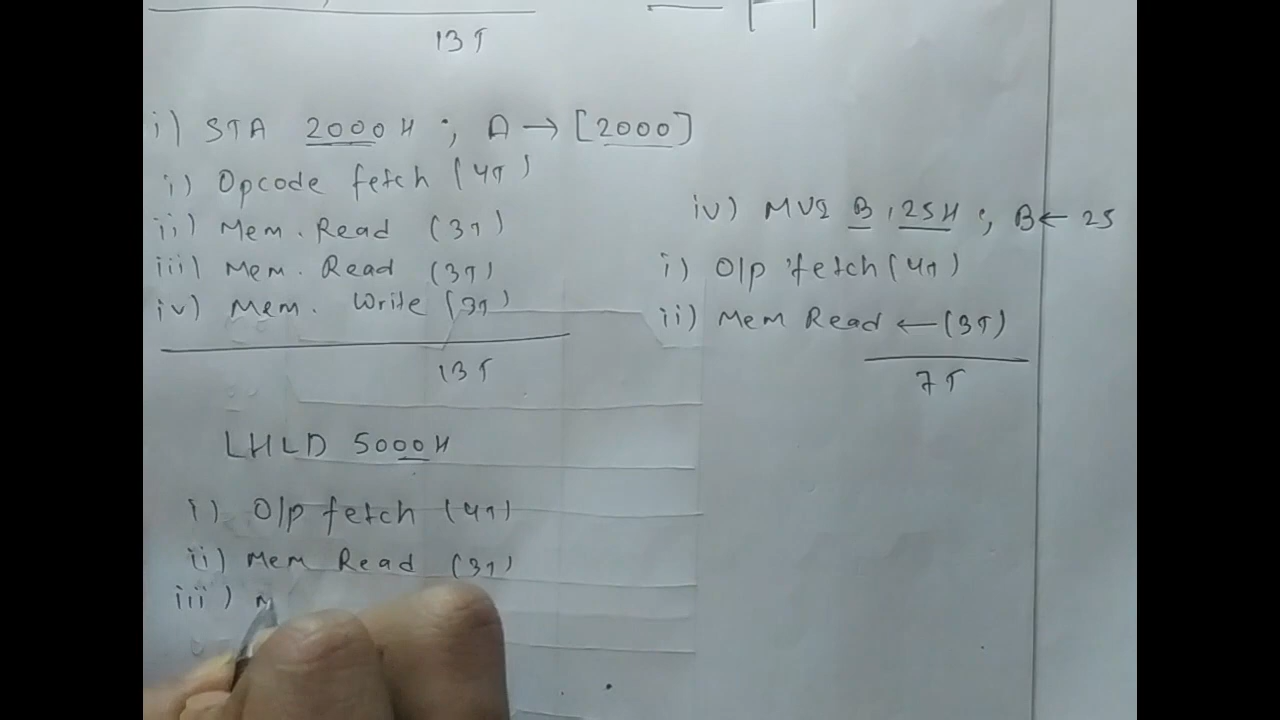 13T
i) STA 2000H ; A → [2000]
i) Opcode fetch (4T)
ii) Mem. Read (3T)
iii) Mem. Read (3T)
iv) Mem. Write (3T)
13T
LHLD 5000H
i) O/p fetch (4T)
ii) Mem Read (3T)
iii) M
iv) MVI B, 25H ; B ← 25
i) O/p fetch (4T)
ii) Mem Read ← (3T)
7T